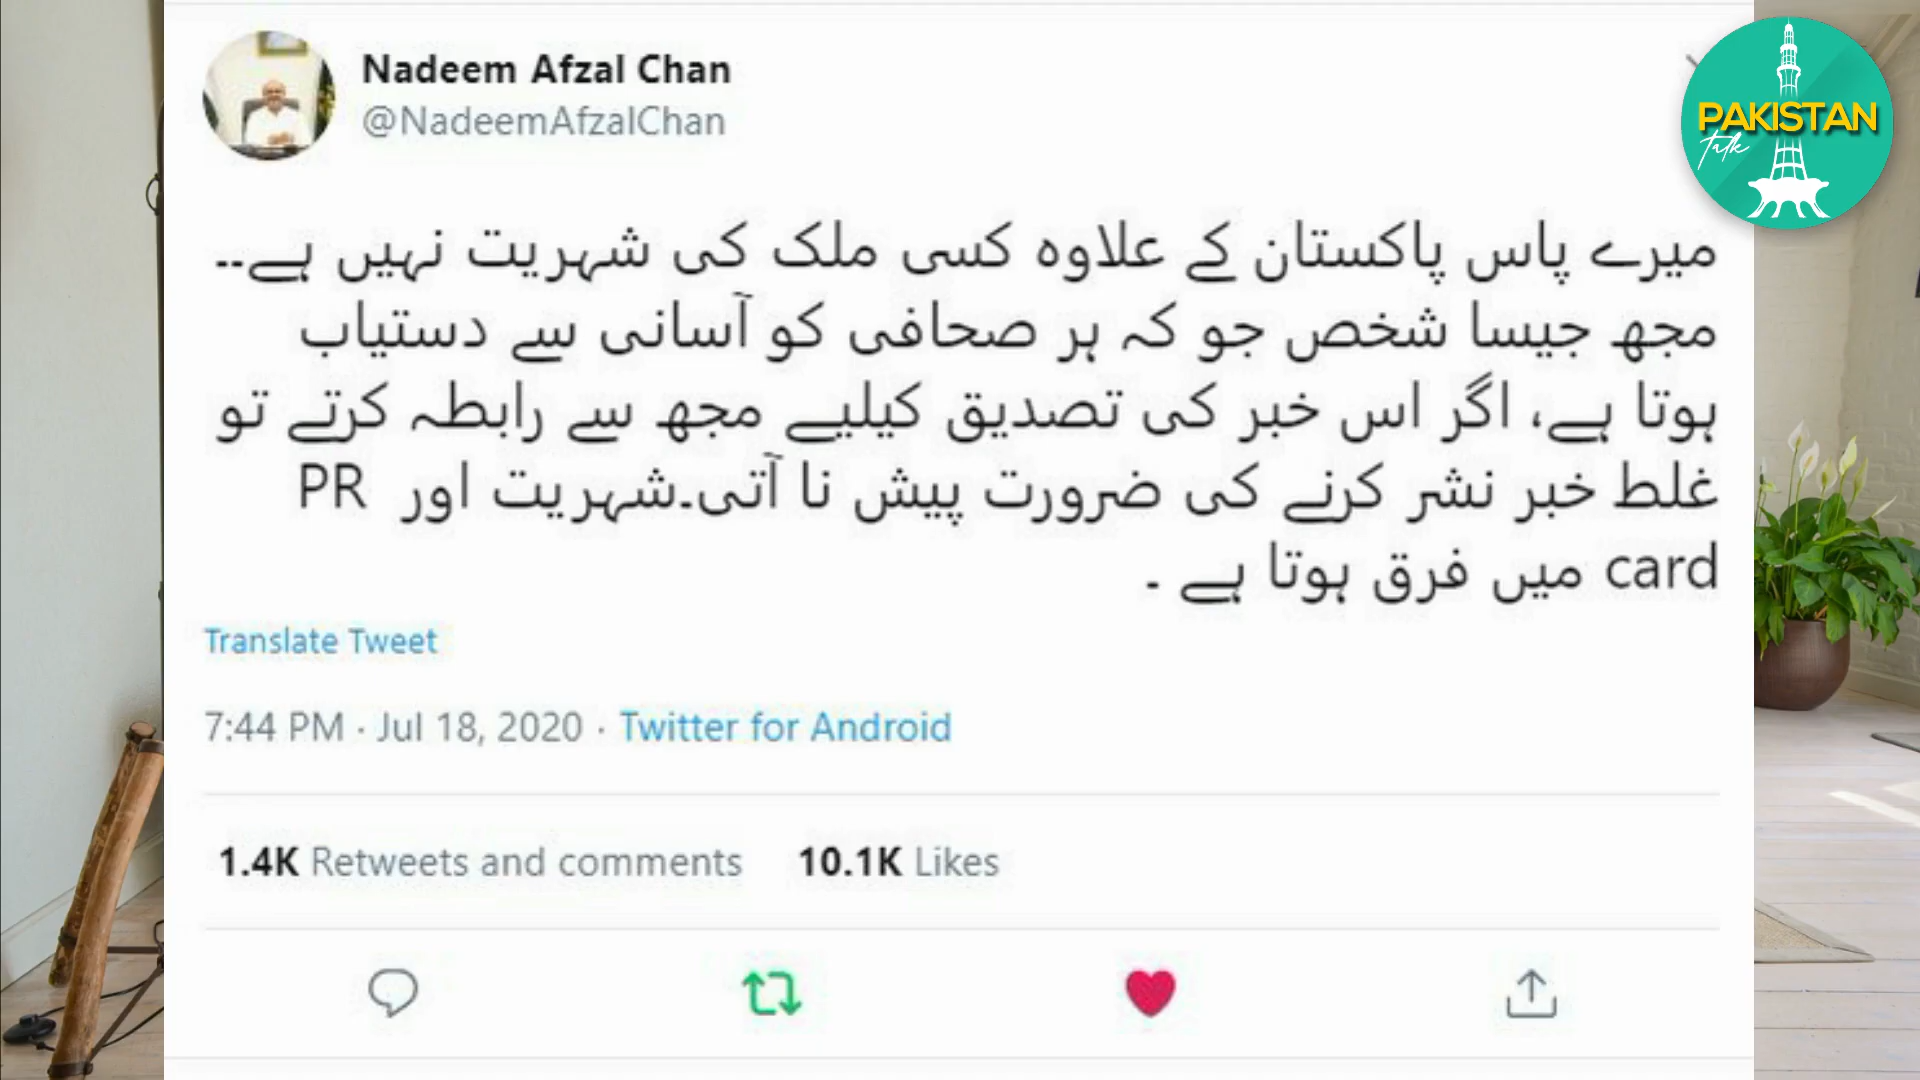 Nadeem Afzal Chan
@NadeemAfzalChan
PAKISTAN
Talk
میرے پاس پاکستان کے علاوہ کسی ملک کی شہریت نہیں ہے۔۔
مجھ جیسا شخص جو کہ ہر صحافی کو آسانی سے دستیاب
ہوتا ہے، اگر اس خبر کی تصدیق کیلیے مجھ سے رابطہ کرتے تو
غلط خبر نشر کرنے کی ضرورت پیش نا آتی۔شہریت اور PR
card میں فرق ہوتا ہے ۔
Translate Tweet
7:44 PM · Jul 18, 2020 · Twitter for Android
1.4K Retweets and comments 10.1K Likes